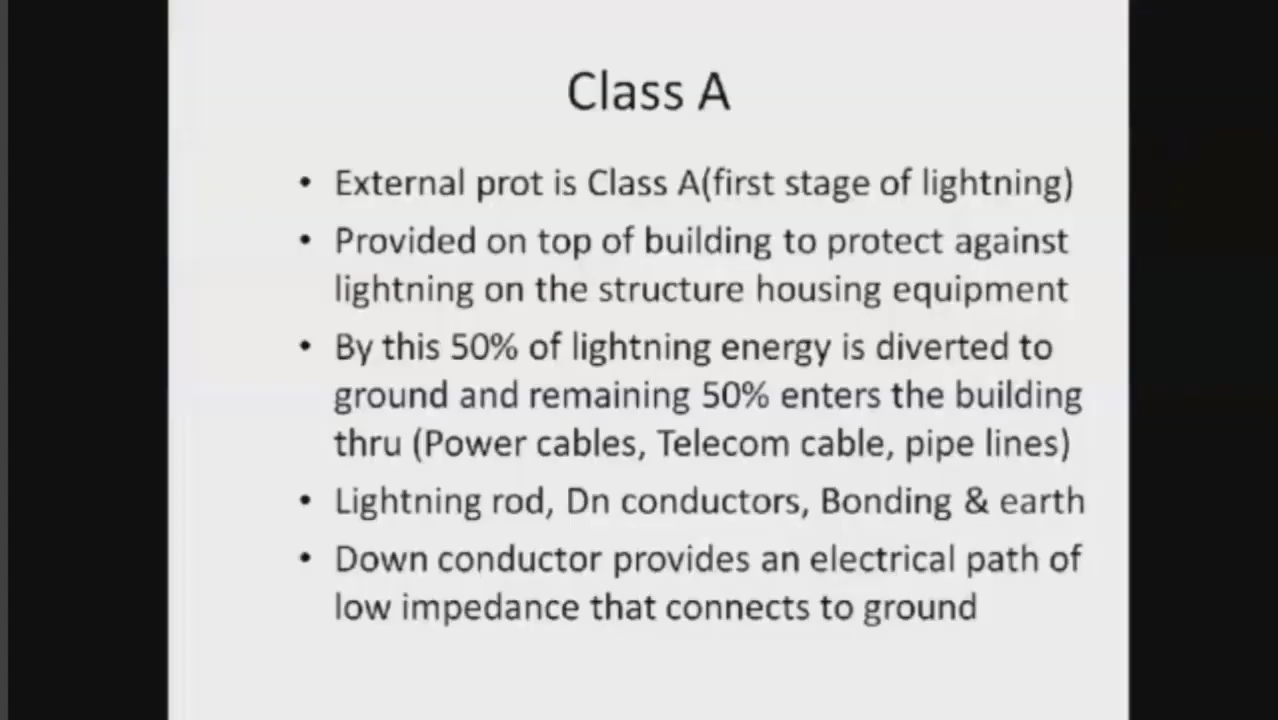 Class A
• External prot is Class A(first stage of lightning)
• Provided on top of building to protect against
lightning on the structure housing equipment
• By this 50% of lightning energy is diverted to
ground and remaining 50% enters the building
thru (Power cables, Telecom cable, pipe lines)
• Lightning rod, Dn conductors, Bonding & earth
• Down conductor provides an electrical path of
low impedance that connects to ground